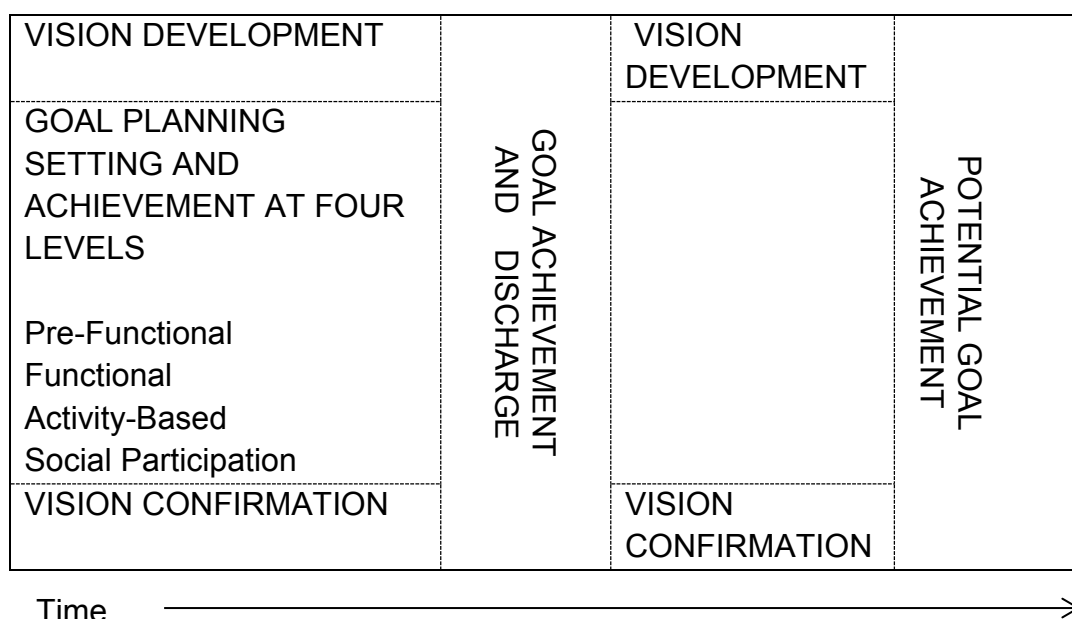 VISION DEVELOPMENT
GOAL PLANNING
SETTING AND
ACHIEVEMENT AT FOUR
LEVELS
Pre-Functional
Functional
Activity-Based
Social Participation
VISION CONFIRMATION
GOAL ACHIEVEMENT
AND DISCHARGE
VISION
DEVELOPMENT
VISION
CONFIRMATION
POTENTIAL GOAL
ACHIEVEMENT
Time